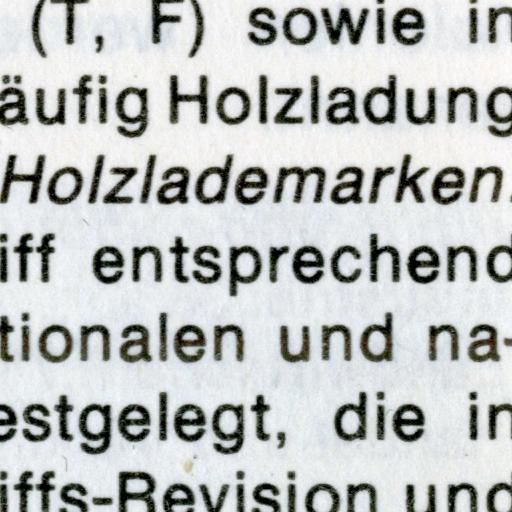 (T, F) sowie in
äufig Holzladung
Holzlademarken.
iff entsprechend
tionalen und na-
estgelegt, die in
iffs-Revision und